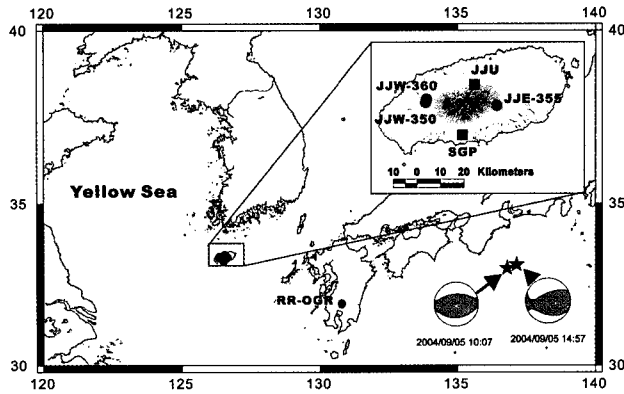 120 125 130 135 140
40 40
JJU
JJW-360 JJE-355
JJW-350
SGP
10 0 10 20 Kilometers
Yellow Sea
35 35
RR-OGR
2004/09/05 10:07 2004/09/05 14:57
30 30
120 125 130 135 140